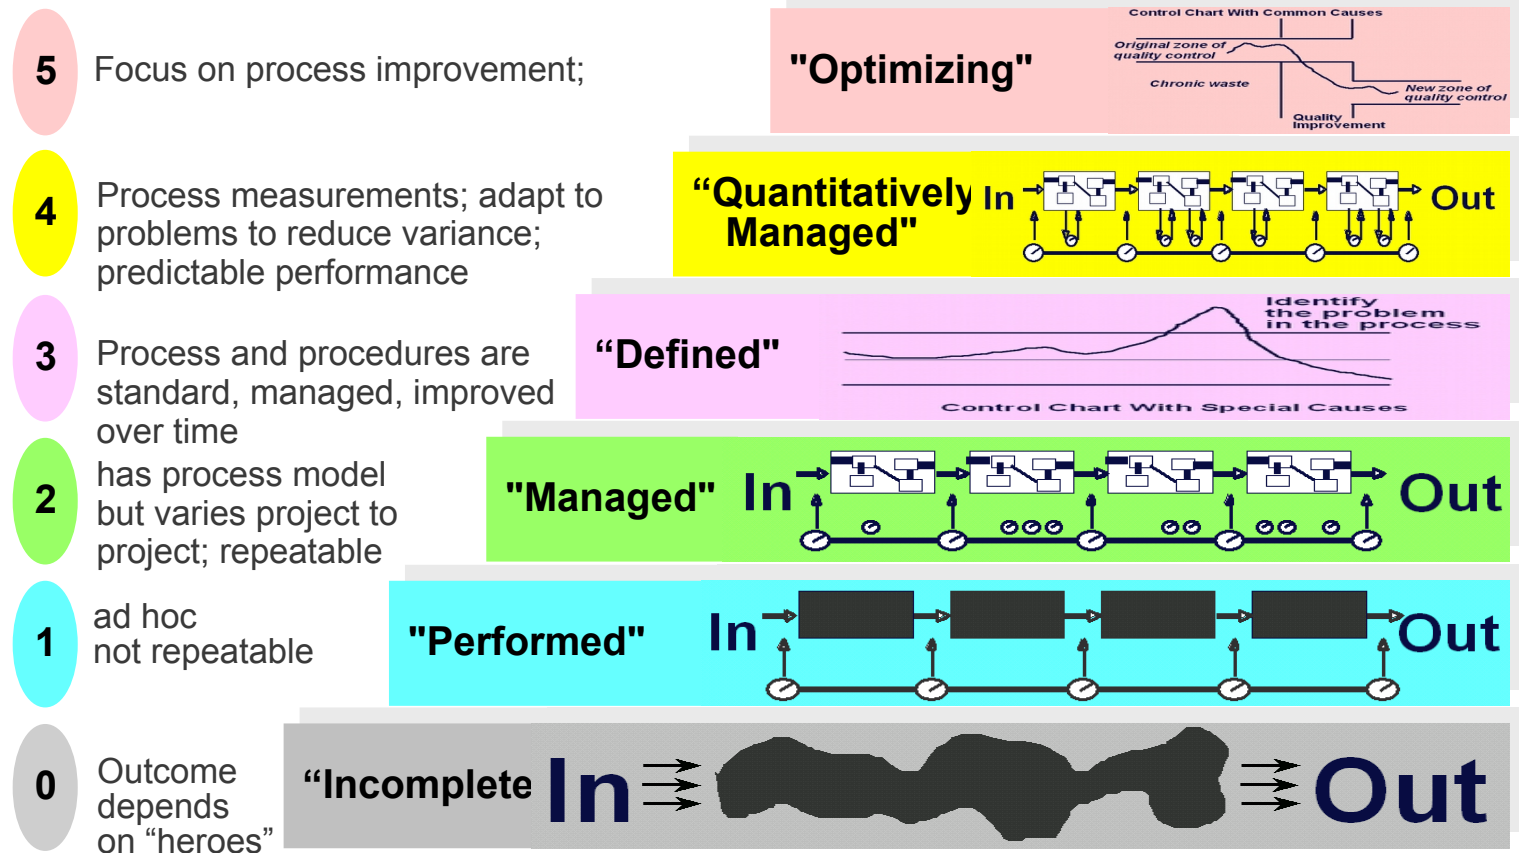 5
Focus on process improvement;
"Optimizing"
Control Chart With Common Causes
Original zone of
quality control
Chronic waste
New zone of
quality control
Quality
Improvement
4
Process measurements; adapt to
problems to reduce variance;
predictable performance
“Quantitatively
Managed"
In
Out
3
Process and procedures are
standard, managed, improved
over time
“Defined"
Identify
the problem
in the process
Control Chart With Special Causes
2
has process model
but varies project to
project; repeatable
"Managed"
In
Out
1
ad hoc
not repeatable
"Performed"
In
Out
0
Outcome
depends
on “heroes”
“Incomplete
In
Out